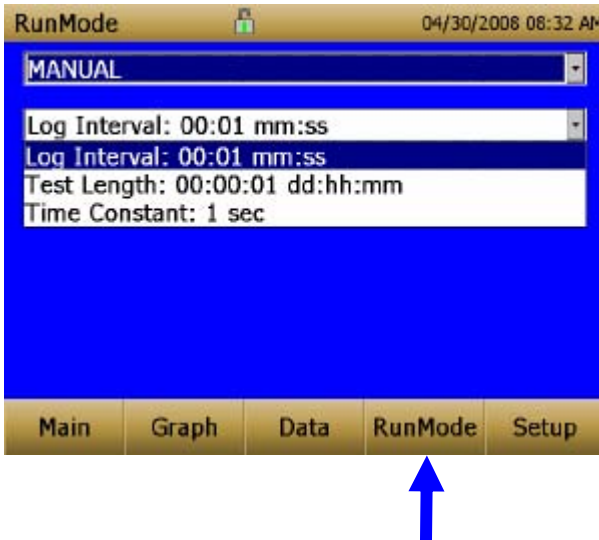 RunMode 04/30/2008 08:32 AM
MANUAL
Log Interval: 00:01 mm:ss
Log Interval: 00:01 mm:ss
Test Length: 00:00:01 dd:hh:mm
Time Constant: 1 sec
Main Graph Data RunMode Setup